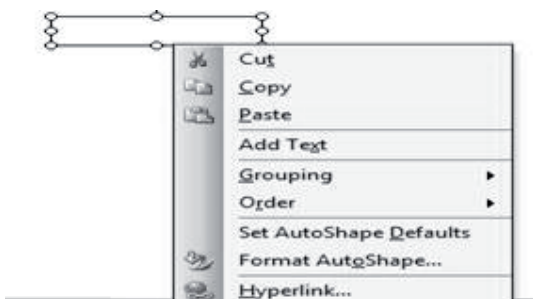 Cut
Copy
Paste
Add Text
Grouping
Order
Set AutoShape Defaults
Format AutoShape...
Hyperlink...